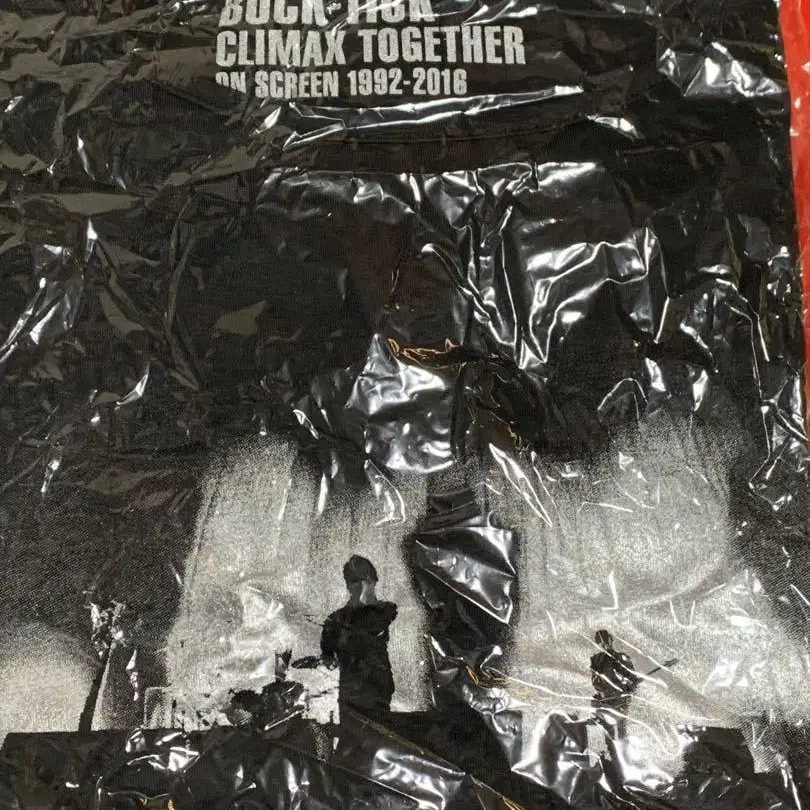 BUCK-TICK
CLIMAX TOGETHER
ON SCREEN 1992-2016